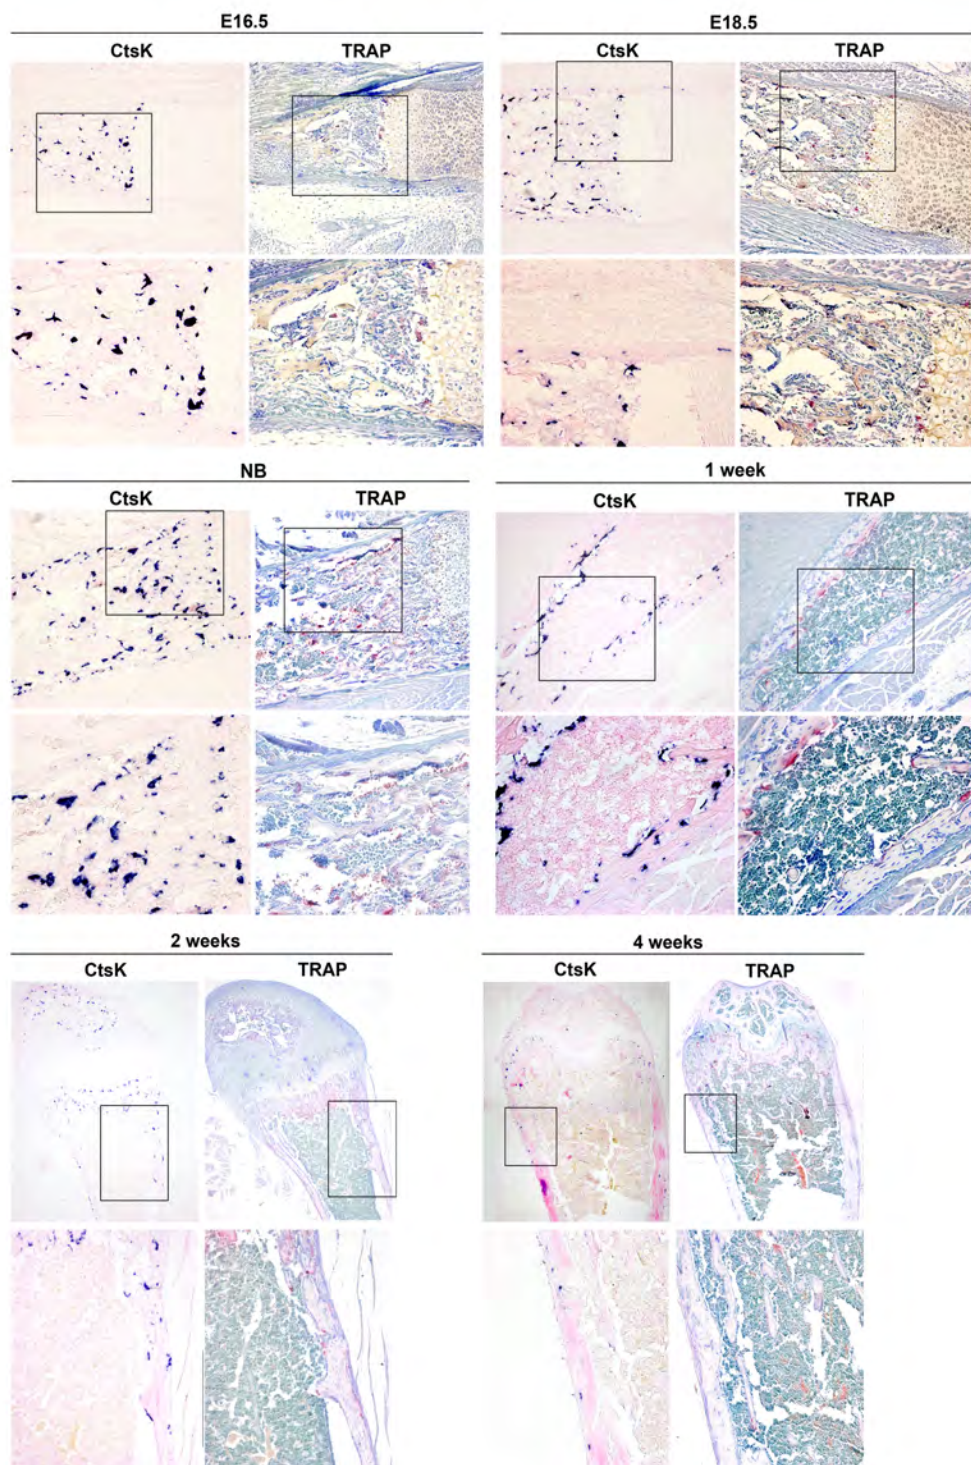 E16.5
E18.5
CtsK
TRAP
CtsK
TRAP
NB
1 week
CtsK
TRAP
CtsK
TRAP
2 weeks
4 weeks
CtsK
TRAP
CtsK
TRAP